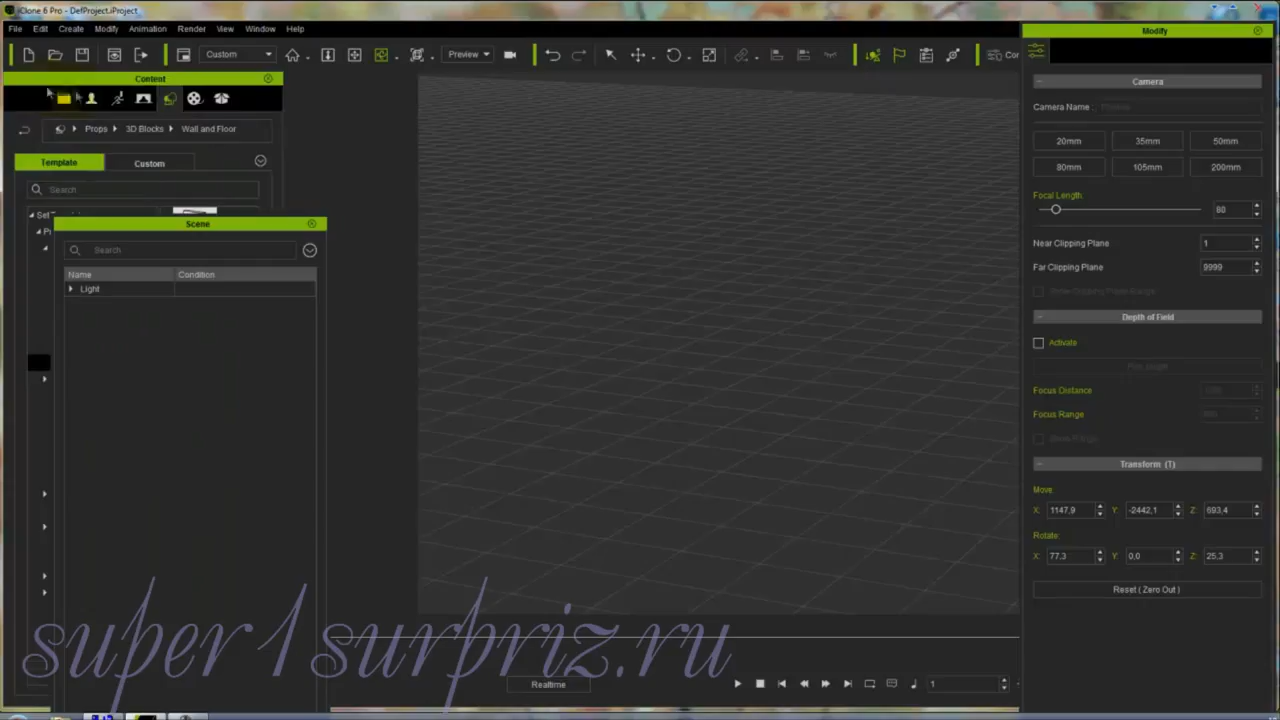 iClone 6 Pro - DefProject.iProject
File Edit Create Modify Animation Render View Window Help
Modify
Custom
Preview
Content
Camera
Camera Name :
Props 3D Blocks Wall and Floor
20mm 35mm 50mm
Template Custom
80mm 105mm 200mm
Search
Focal Length:
80
Scene
Near Clipping Plane 1
Search
Far Clipping Plane 9999
Name Condition
Light
Depth of Field
Activate
Focus Distance
Focus Range
Transform (T)
Move:
X: 1147,9 Y: -2442,1 Z: 693,4
Rotate:
X: 77,3 Y: 0,0 Z: 25,3
Reset ( Zero Out )
super1surpriz.ru
Realtime
1